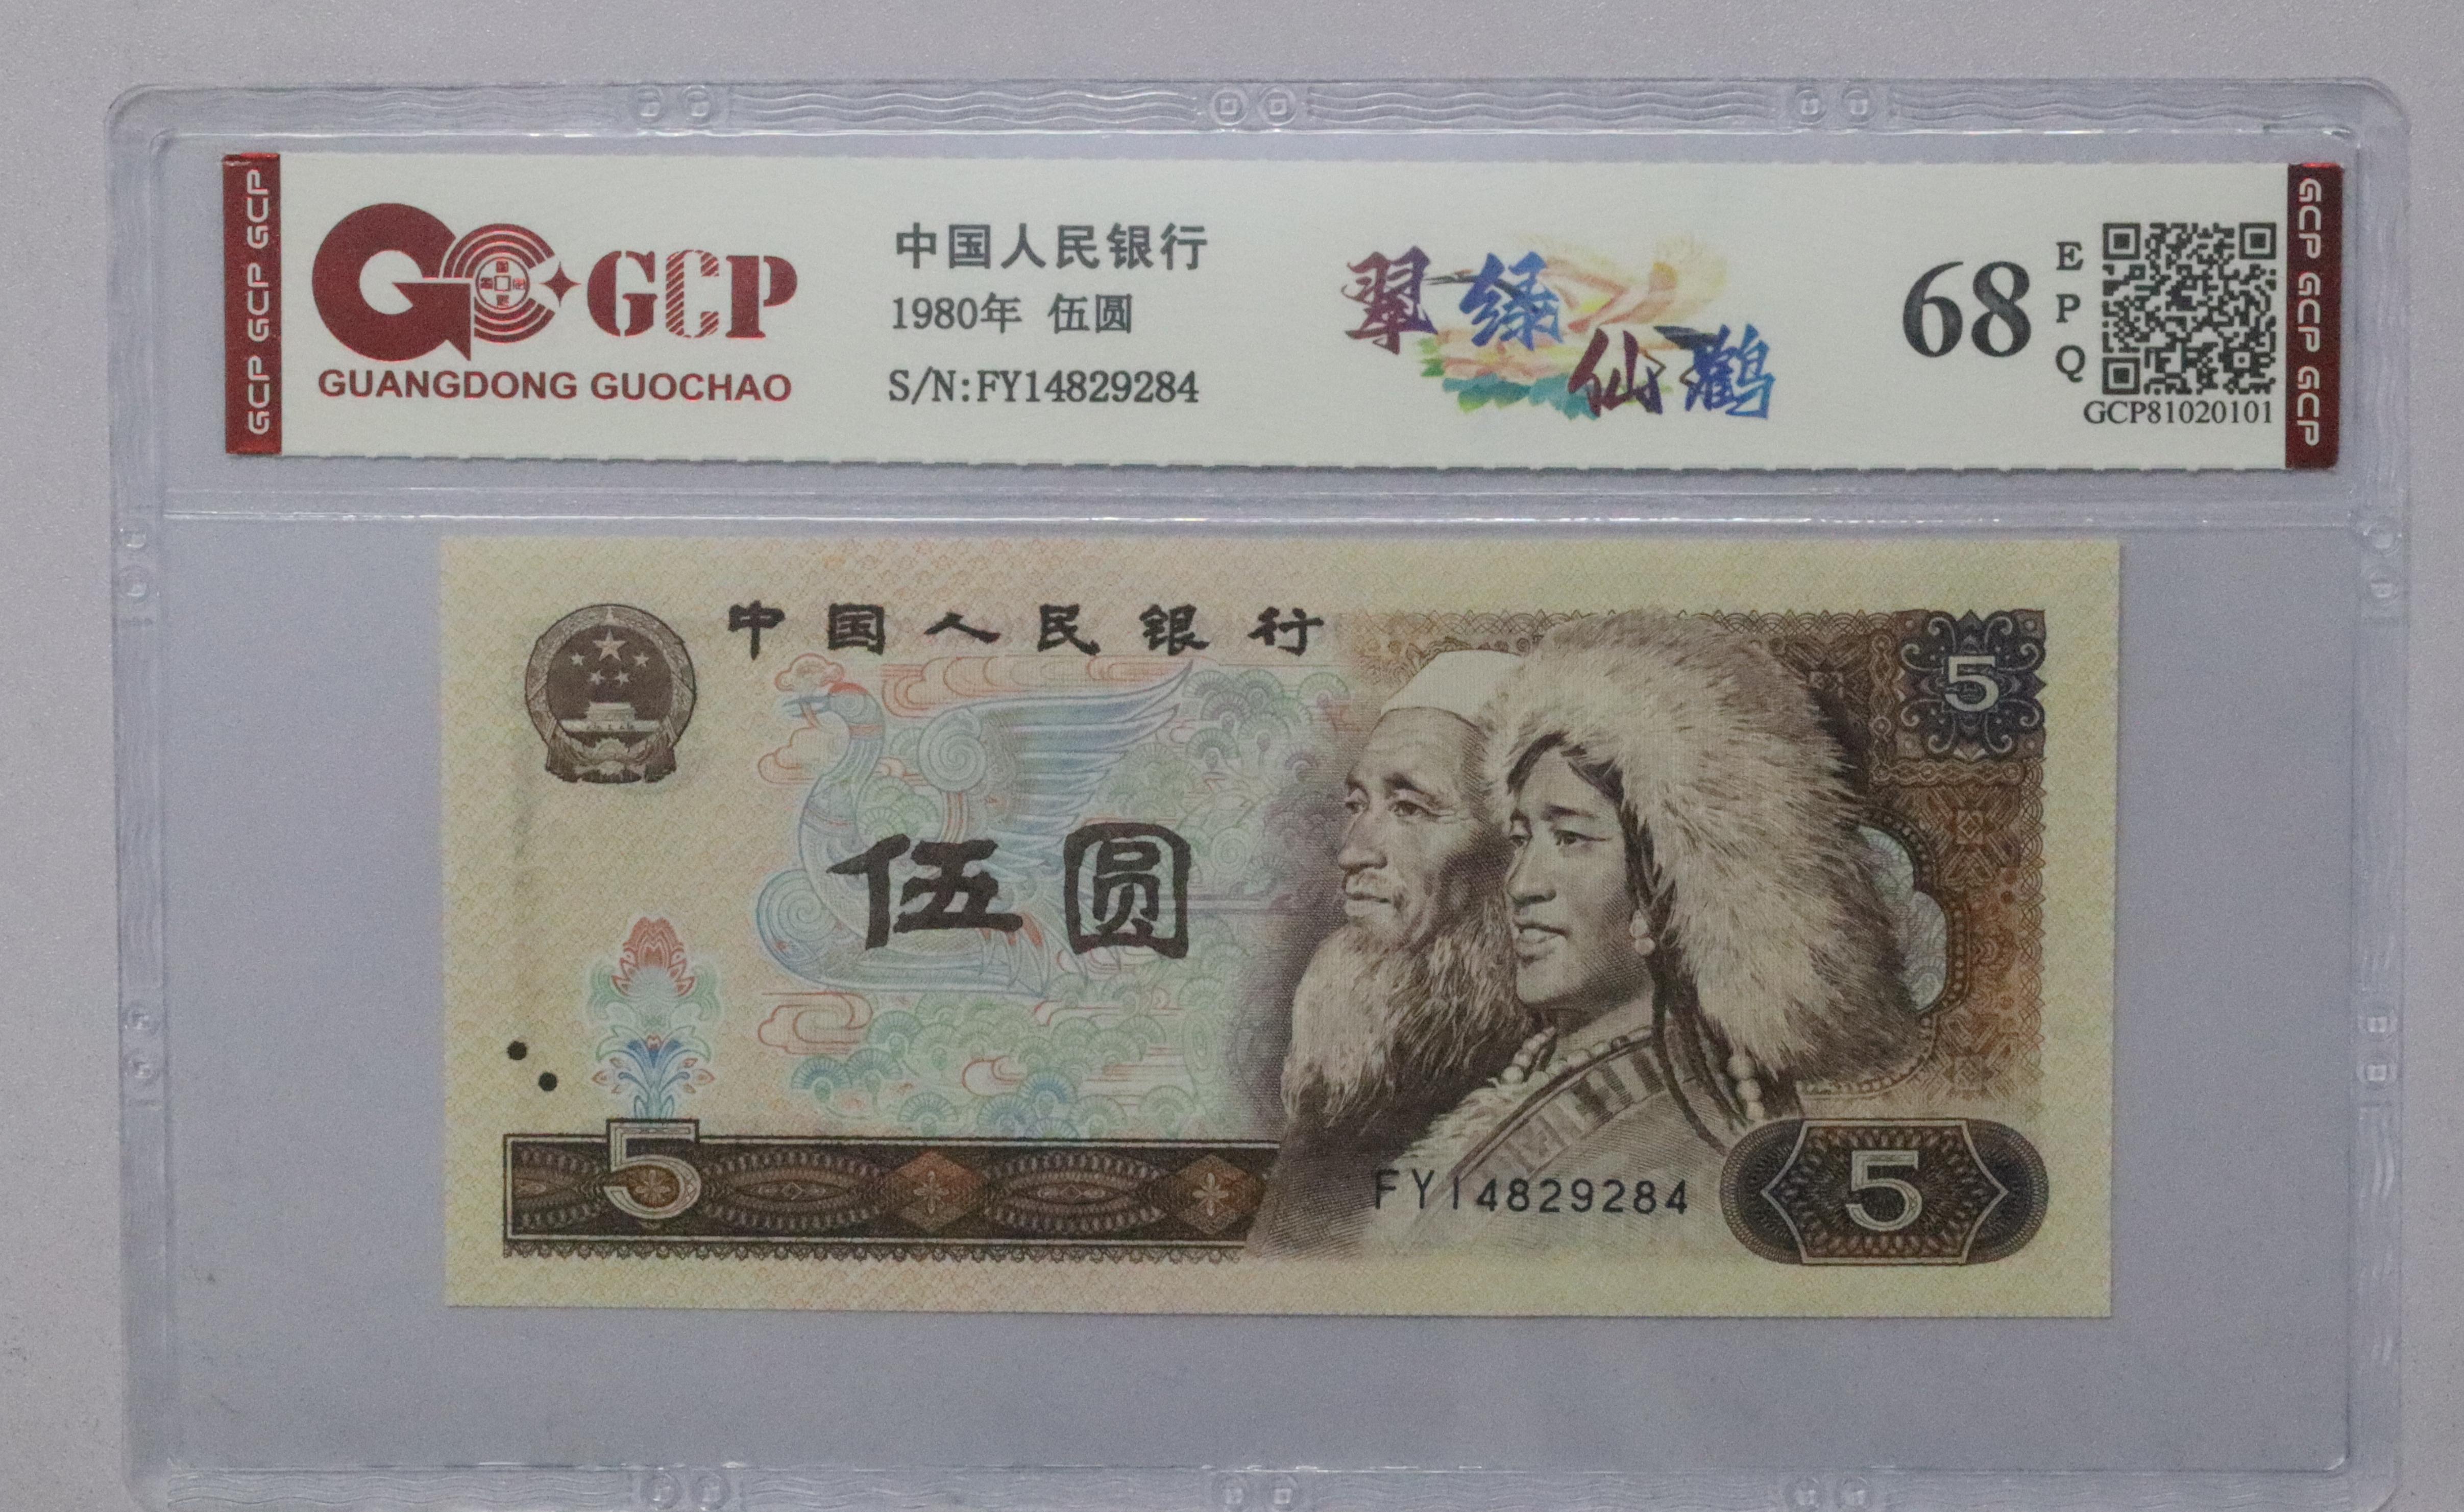 GCP GCP GCP
GCP
GUANGDONG GUOCHAO
中国人民银行
1980年 伍圆
S/N:FY14829284
翠绿
仙鹤
68
E
P
Q
GCP81020101
GCP GCP GCP
中国人民银行
5
伍圆
5
FY14829284
5